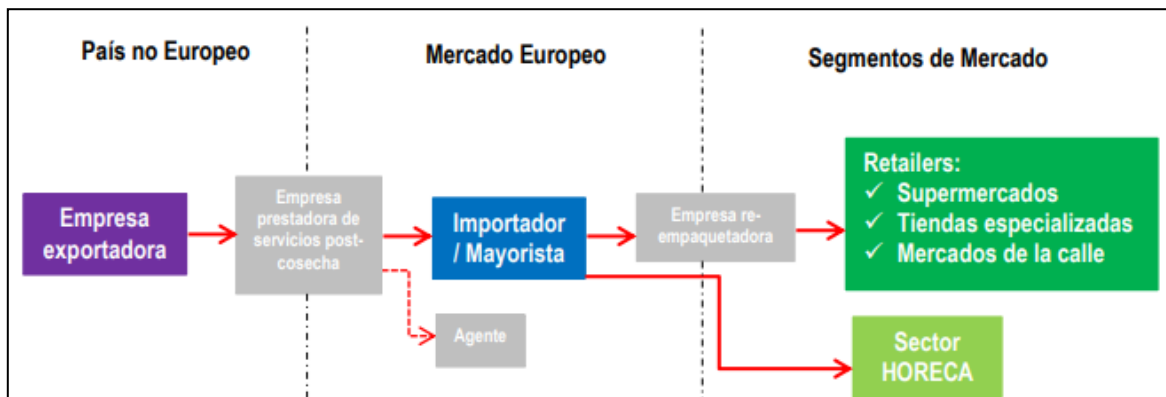 País no Europeo
Mercado Europeo
Segmentos de Mercado
Empresa
exportadora
Empresa
prestadora de
servicios post-
cosecha
Importador
/ Mayorista
Agente
Empresa re-
empaquetadora
Retailers:
✓ Supermercados
✓ Tiendas especializadas
✓ Mercados de la calle
Sector
HORECA